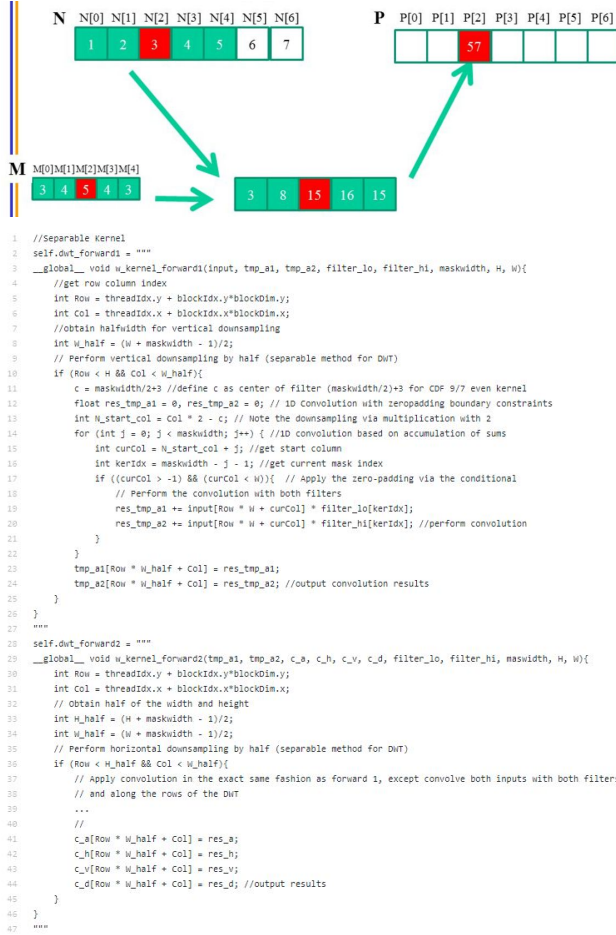 N N[0] N[1] N[2] N[3] N[4] N[5] N[6]
1 2 3 4 5 6 7
P P[0] P[1] P[2] P[3] P[4] P[5] P[6]
57
M M[0] M[1] M[2] M[3] M[4]
3 4 5 4 3
3 8 15 16 15
1 //Separable Kernel
2 self.dwt_forward1 = """
3 __global__ void w_kernel_forward1(input, tmp_a1, tmp_a2, filter_lo, filter_hi, maskwidth, H, W){
4 //get row column index
5 int Row = threadIdx.y + blockIdx.y*blockDim.y;
6 int Col = threadIdx.x + blockIdx.x*blockDim.x;
7 //obtain halfwidth for vertical downsampling
8 int W_half = (W + maskwidth - 1)/2;
9 // Perform vertical downsampling by half (separable method for DWT)
10 if (Row < H && Col < W_half){
11 c = maskwidth/2+3 //define c as center of filter (maskwidth/2)+3 for CDF 9/7 even kernel
12 float res_tmp_a1 = 0, res_tmp_a2 = 0; // 1D Convolution with zeropadding boundary constraints
13 int N_start_col = Col * 2 - c; // Note the downsampling via multiplication with 2
14 for (int j = 0; j < maskwidth; j++) { //1D convolution based on accumulation of sums
15 int curCol = N_start_col + j; //get start column
16 int kerIdx = maskwidth - j - 1; //get current mask index
17 if ((curCol > -1) && (curCol < W)){ // Apply the zero-padding via the conditional
18 // Perform the convolution with both filters
19 res_tmp_a1 += input[Row * W + curCol] * filter_lo[kerIdx];
20 res_tmp_a2 += input[Row * W + curCol] * filter_hi[kerIdx]; //perform convolution
21 }
22 }
23 tmp_a1[Row * W_half + Col] = res_tmp_a1;
24 tmp_a2[Row * W_half + Col] = res_tmp_a2; //output convolution results
25 }
26 }
27 """
28 self.dwt_forward2 = """
29 __global__ void w_kernel_forward2(tmp_a1, tmp_a2, c_a, c_h, c_v, c_d, filter_lo, filter_hi, maswidth, H, W){
30 int Row = threadIdx.y + blockIdx.y*blockDim.y;
31 int Col = threadIdx.x + blockIdx.x*blockDim.x;
32 // Obtain half of the width and height
33 int H_half = (H + maskwidth - 1)/2;
34 int W_half = (W + maskwidth - 1)/2;
35 // Perform horizontal downsampling by half (separable method for DWT)
36 if (Row < H_half && Col < W_half){
37 // Apply convolution in the exact same fashion as forward 1, except convolve both inputs with both filters
38 // and along the rows of the DWT
39 ...
40 //
41 c_a[Row * W_half + Col] = res_a;
42 c_h[Row * W_half + Col] = res_h;
43 c_v[Row * W_half + Col] = res_v;
44 c_d[Row * W_half + Col] = res_d; //output results
45 }
46 }
47 """